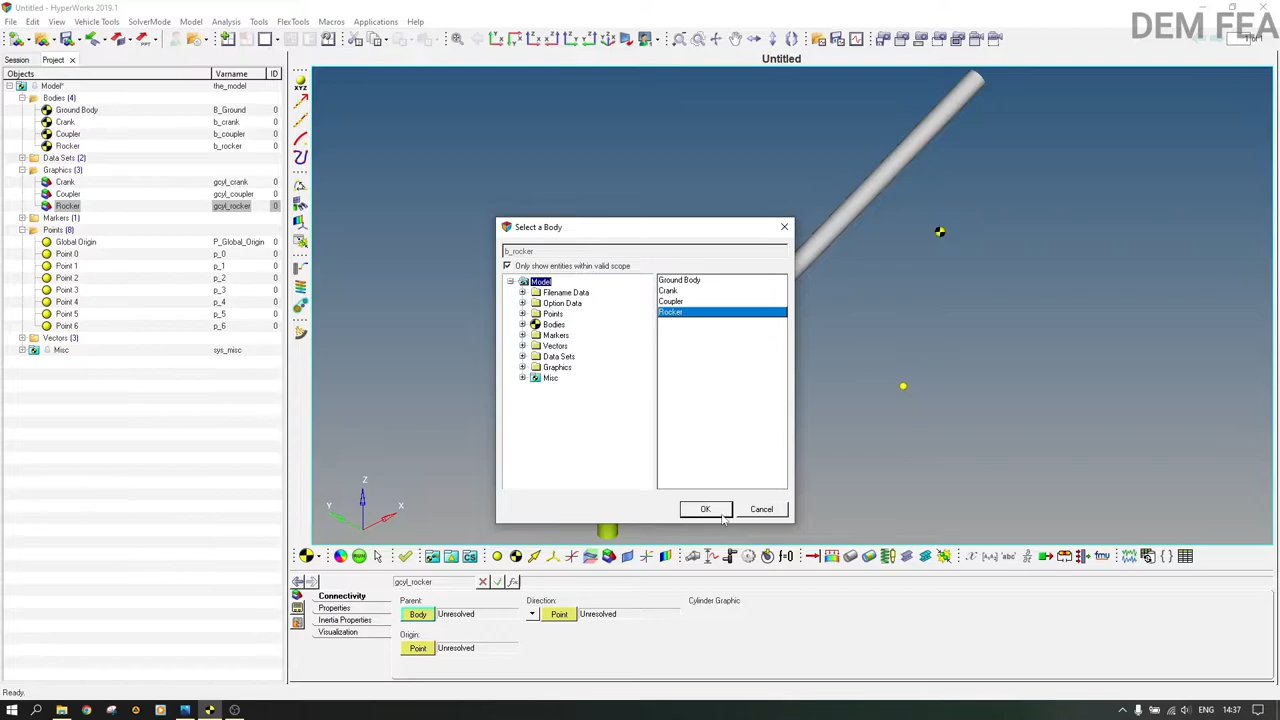 Untitled - HyperWorks 2019.1
DEM FEA
File Edit View Vehicle Tools SolverMode Model Analysis Tools FlexTools Macros Applications Help
Session Project
Untitled
Objects Varname ID
Model* the_model
Bodies (4)
Ground Body B_Ground 0
Crank b_crank 0
Coupler b_coupler 0
Rocker b_rocker 0
Data Sets (2)
Graphics (3)
Crank gcyl_crank 0
Coupler gcyl_coupler 0
Rocker gcyl_rocker 0
Markers (1)
Points (8)
Global Origin P_Global_Origin 0
Point 0 p_0 0
Point 1 p_1 0
Point 2 p_2 0
Point 3 p_3 0
Point 4 p_4 0
Point 5 p_5 0
Point 6 p_6 0
Vectors (3)
Misc sys_misc
XYZ
Select a Body
b_rocker
Only show entities within valid scope
Model
Filename Data
Option Data
Points
Bodies
Markers
Vectors
Data Sets
Graphics
Misc
Ground Body
Crank
Coupler
Rocker
OK Cancel
Z
Y X
gcyl_rocker
Connectivity
Properties
Inertia Properties
Visualization
Parent: Direction: Cylinder Graphic
Body Unresolved Point Unresolved
Origin:
Point Unresolved
Ready.
ENG 14:37